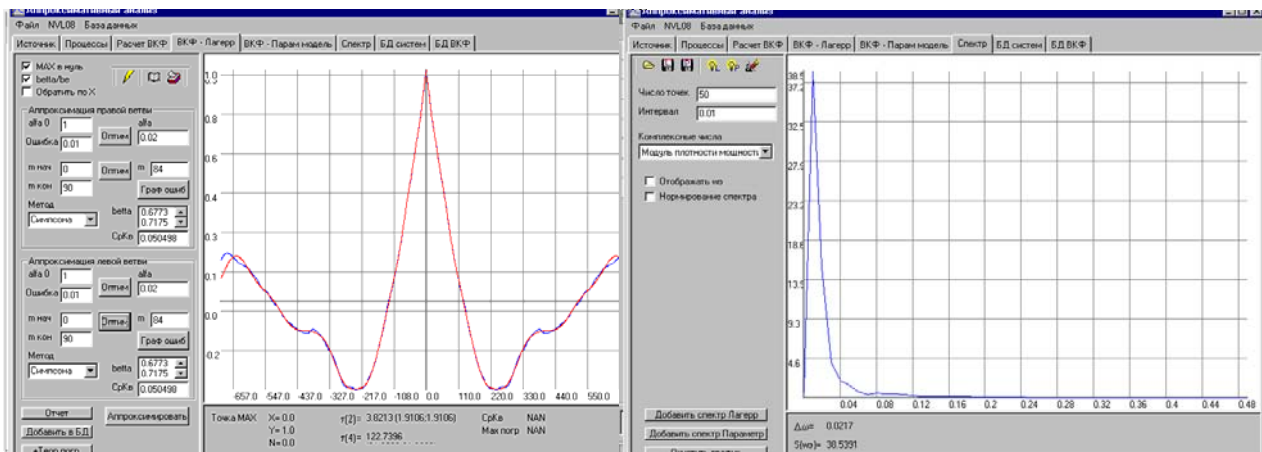 Аппроксимативный анализ
Файл NVL08 База данных
Источник Процессы Расчет ВКФ ВКФ - Лагерр ВКФ - Парам модель Спектр БД систем БД ВКФ
MAX в нуль
betta/be
Обратить по X
Аппроксимация правой ветви
alfa 0 1 Оптим alfa 0.02
Ошибка 0.01
m нач 0 Оптим m 84
m кон 90 Граф ошиб
Метод
Симпсона betta 0.6773 0.7175
СрКв 0.050498
Аппроксимация левой ветви
alfa 0 1 Оптим alfa 0.02
Ошибка 0.01
m нач 0 Оптим m 84
m кон 90 Граф ошиб
Метод
Симпсона betta 0.6773 0.7175
СрКв 0.050498
Отчет
Аппроксимировать
Добавить в БД
+Теор погр
1.0
0.8
0.6
0.4
0.3
0.1
0.0
-0.2
-657.0 -547.0 -437.0 -327.0 -217.0 -108.0 0.0 110.0 220.0 330.0 440.0 550.0
Точка MAX X= 0.0
Y= 1.0
N=0.0
τ(2)= 3.8213 (1.9106;1.9106)
τ(4)= 122.7396
СрКв NAN
Макс погр NAN
Аппроксимативный анализ
Файл NVL08 База данных
Источник Процессы Расчет ВКФ ВКФ - Лагерр ВКФ - Парам модель Спектр БД систем БД ВКФ
Число точек. 50
Интервал 0.01
Комплексные числа
Модуль плотности мощность
Отображать на
Нормирование спектра
Добавить спектр Лагерр
Добавить спектр Параметр
38.5
37.2
32.5
27.9
23.2
18.6
13.9
9.3
4.6
0.04 0.08 0.12 0.16 0.2 0.24 0.28 0.32 0.36 0.4 0.44 0.48
Δω= 0.0217
S(wэ)= 38.5391